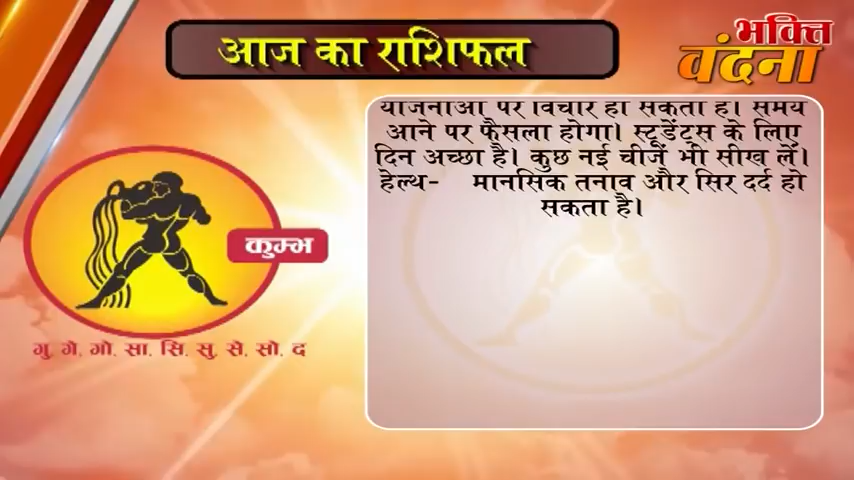 आज का राशिफल
भक्ति
वंदना
योजनाओं पर विचार हो सकता है। समय
आने पर फैसला होगा। स्टूडेंट्स के लिए
दिन अच्छा है। कुछ नई चीजें भी सीख लें।
हेल्थ- मानसिक तनाव और सिर दर्द हो
सकता है।
कुम्भ
गु. गे. गो. सा. सि. सु. से. सो. द